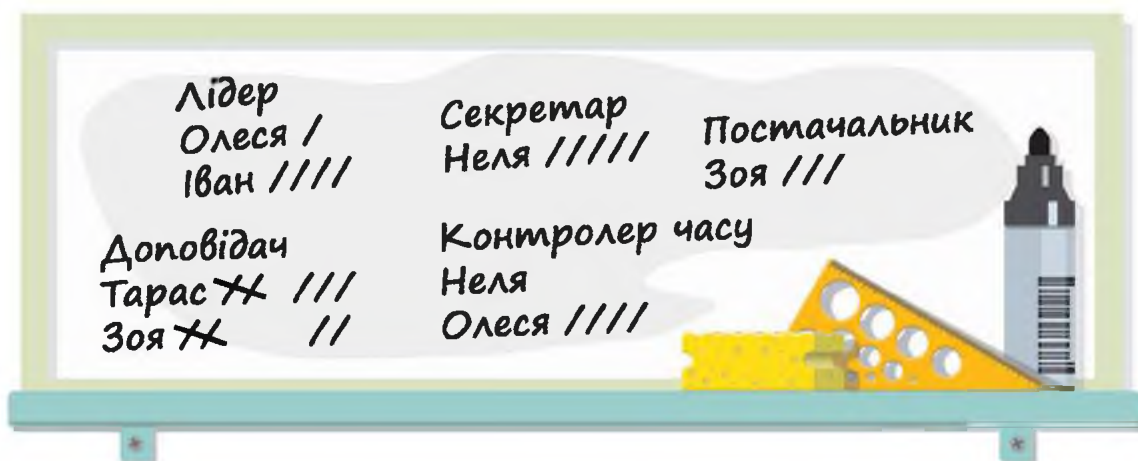 Лідер
Олеся /
Іван ////
Секретар
Неля /////
Постачальник
Зоя ///
Доповідач
Тарас // ///
Зоя // //
Контролер часу
Неля
Олеся ////